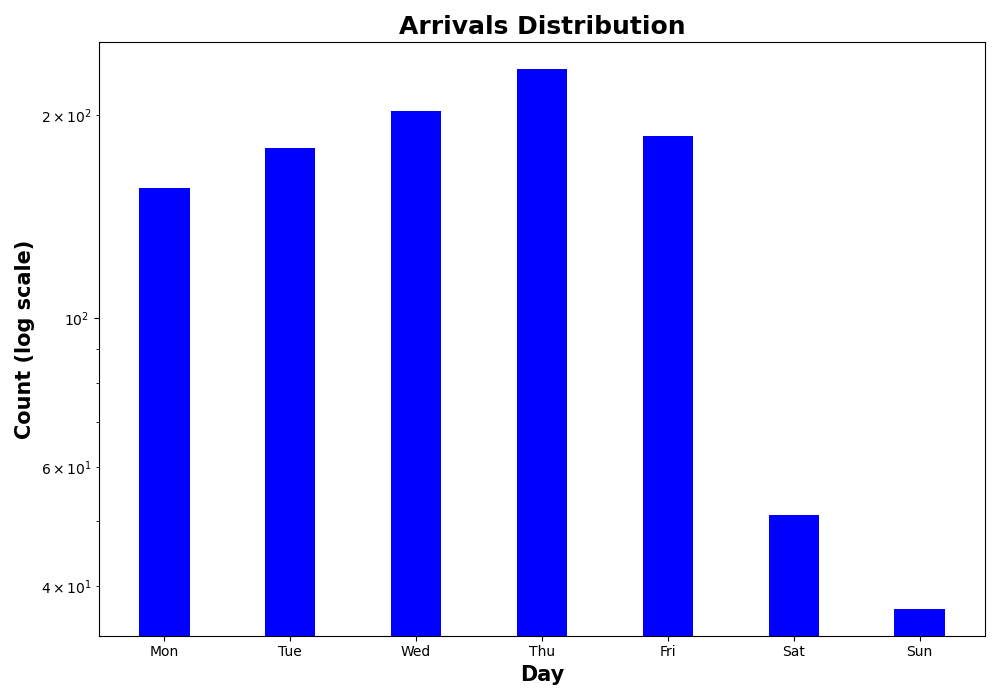 Arrivals Distribution
Count (log scale)
2 × 10²
10²
6 × 10¹
4 × 10¹
Mon Tue Wed Thu Fri Sat Sun
Day